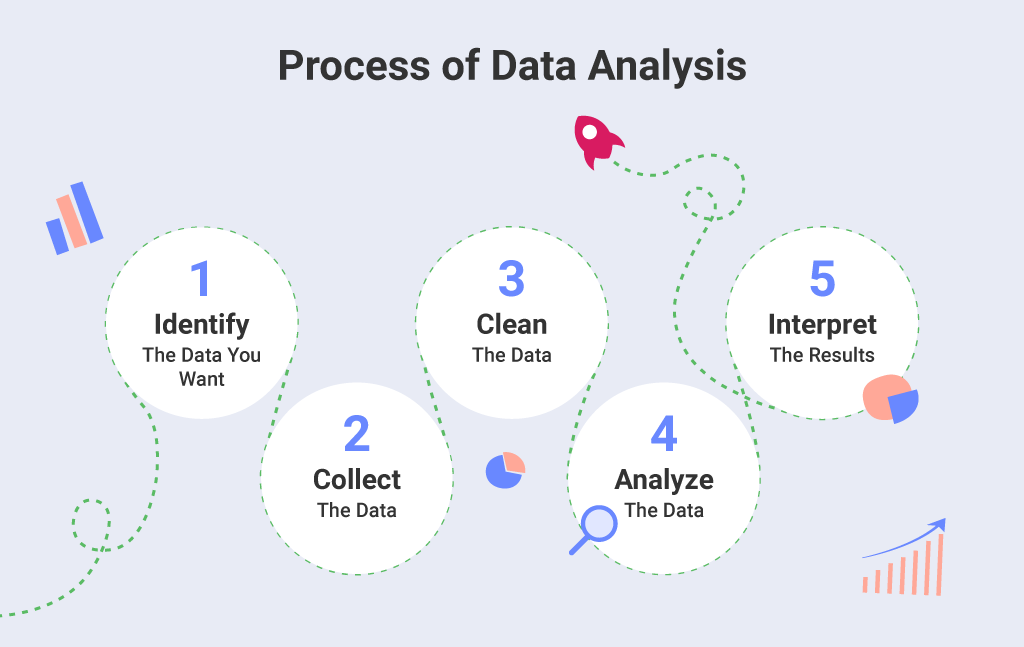 Process of Data Analysis
1
Identify
The Data You
Want
2
Collect
The Data
3
Clean
The Data
4
Analyze
The Data
5
Interpret
The Results